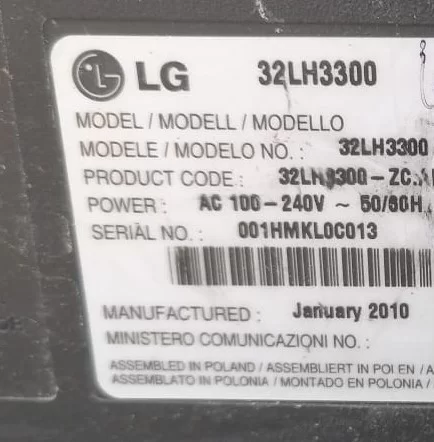 LG 32LH3300
MODEL / MODELL / MODELLO
MODELE / MODELO NO. : 32LH3300
PRODUCT CODE : 32LH3300-ZC
POWER : AC 100-240V ~ 50/60H
SERIAL NO. : 001HMKL0C013
MANUFACTURED : January 2010
MINISTERO COMUNICAZIONI NO. :
ASSEMBLED IN POLAND / ASSEMBLIERT IN POLEN / A
ASSEMBLATO IN POLONIA / MONTADO EN POLONIA /